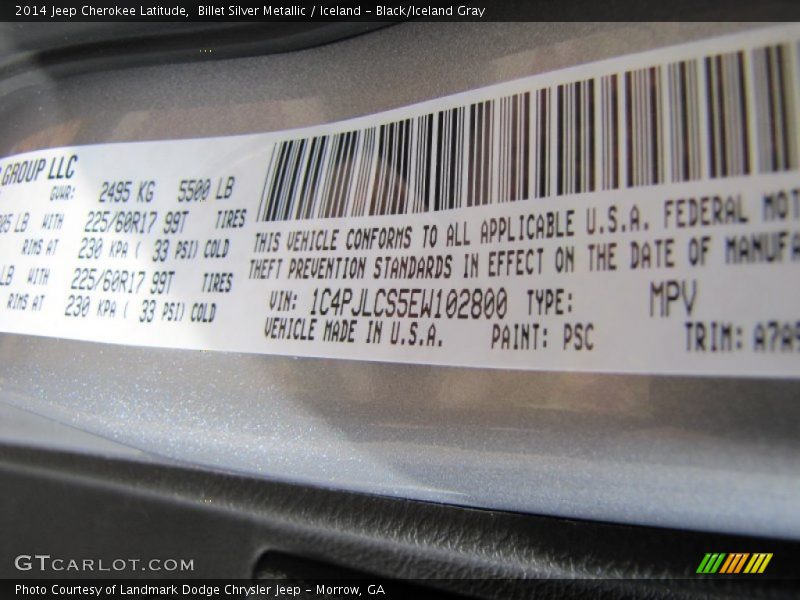 2014 Jeep Cherokee Latitude,  Billet Silver Metallic / Iceland - Black/Iceland Gray
GROUP LLC
GVWR: 2495 KG 5500 LB
LB WITH 225/60R17 99T TIRES
RIMS AT 230 KPA ( 33 PSI) COLD
LB WITH 225/60R17 99T TIRES
RIMS AT 230 KPA ( 33 PSI) COLD
THIS VEHICLE CONFORMS TO ALL APPLICABLE U.S.A. FEDERAL MOT
THEFT PREVENTION STANDARDS IN EFFECT ON THE DATE OF MANUFA
VIN: 1C4PJLCS5EW102800 TYPE: MPV
VEHICLE MADE IN U.S.A. PAINT: PSC TRIM: A7A9
GTCARLOT.COM
Photo Courtesy of Landmark Dodge Chrysler Jeep - Morrow, GA